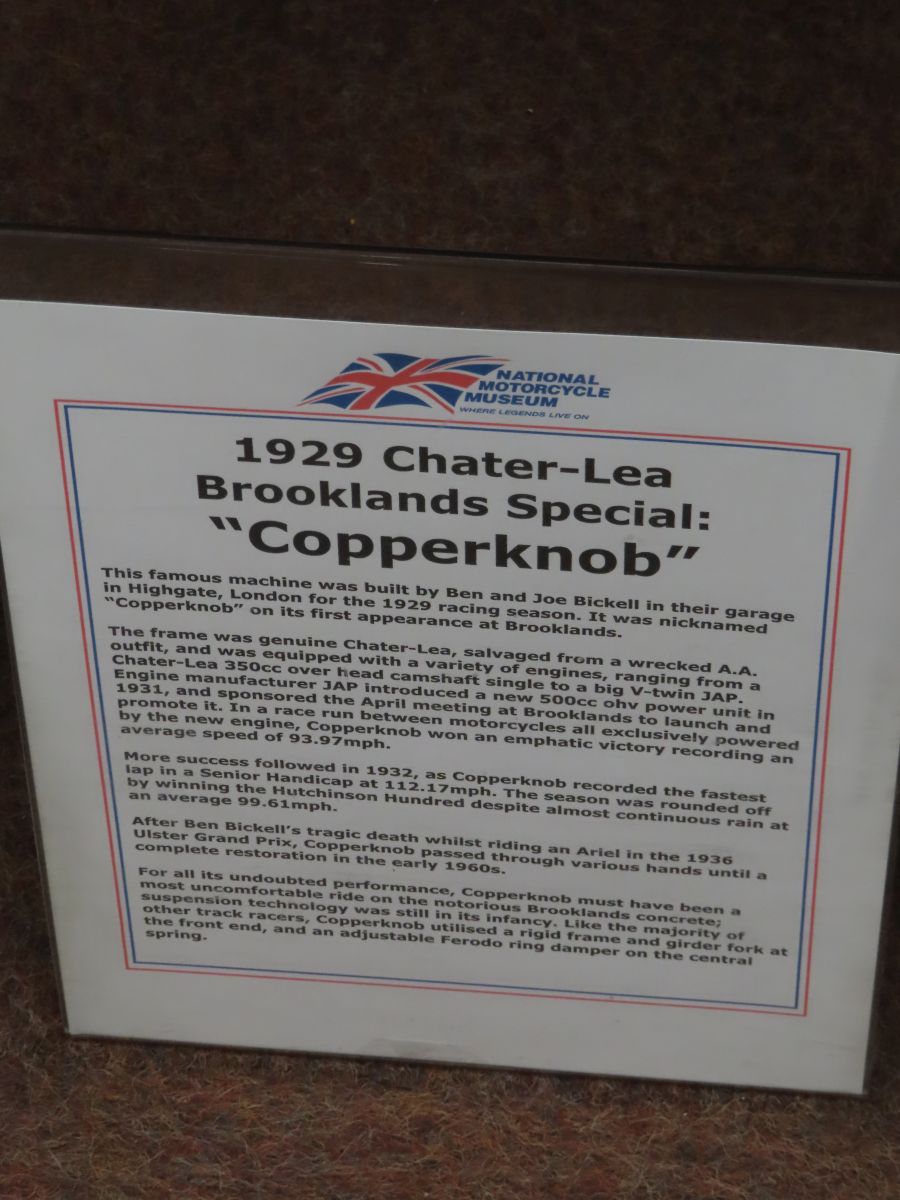 NATIONAL
MOTORCYCLE
MUSEUM
WHERE LEGENDS LIVE ON
1929 Chater-Lea
Brooklands Special:
“Copperknob”
This famous machine was built by Ben and Joe Bickell in their garage
in Highgate, London for the 1929 racing season. It was nicknamed
“Copperknob” on its first appearance at Brooklands.
The frame was genuine Chater-Lea, salvaged from a wrecked A.A.
outfit, and was equipped with a variety of engines, ranging from a
Chater-Lea 350cc over head camshaft single to a big V-twin JAP.
Engine manufacturer JAP introduced a new 500cc ohv power unit in
1931, and sponsored the April meeting at Brooklands to launch and
promote it. In a race run between motorcycles all exclusively powered
by the new engine, Copperknob won an emphatic victory recording an
average speed of 93.97mph.
More success followed in 1932, as Copperknob recorded the fastest
lap in a Senior Handicap at 112.17mph. The season was rounded off
by winning the Hutchinson Hundred despite almost continuous rain at
an average 99.61mph.
After Ben Bickell’s tragic death whilst riding an Ariel in the 1936
Ulster Grand Prix, Copperknob passed through various hands until a
complete restoration in the early 1960s.
For all its undoubted performance, Copperknob must have been a
most uncomfortable ride on the notorious Brooklands concrete;
suspension technology was still in its infancy. Like the majority of
other track racers, Copperknob utilised a rigid frame and girder fork at
the front end, and an adjustable Ferodo ring damper on the central
spring.